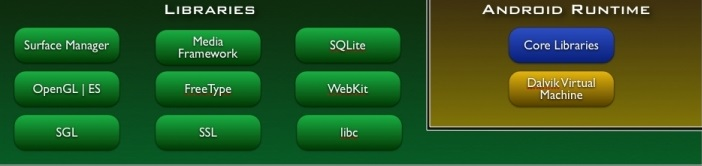 LIBRARIES
Surface Manager
Media
Framework
SQLite
OpenGL | ES
FreeType
WebKit
SGL
SSL
libc
ANDROID RUNTIME
Core Libraries
Dalvik Virtual
Machine